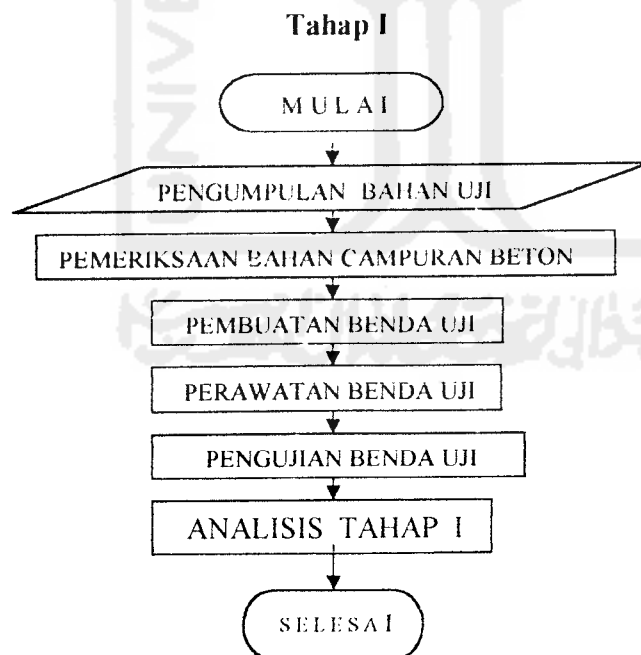 Tahap I
MULAI
PENGUMPULAN BAHAN UJI
PEMERIKSAAN BAHAN CAMPURAN BETON
PEMBUATAN BENDA UJI
PERAWATAN BENDA UJI
PENGUJIAN BENDA UJI
ANALISIS TAHAP I
SELESAI